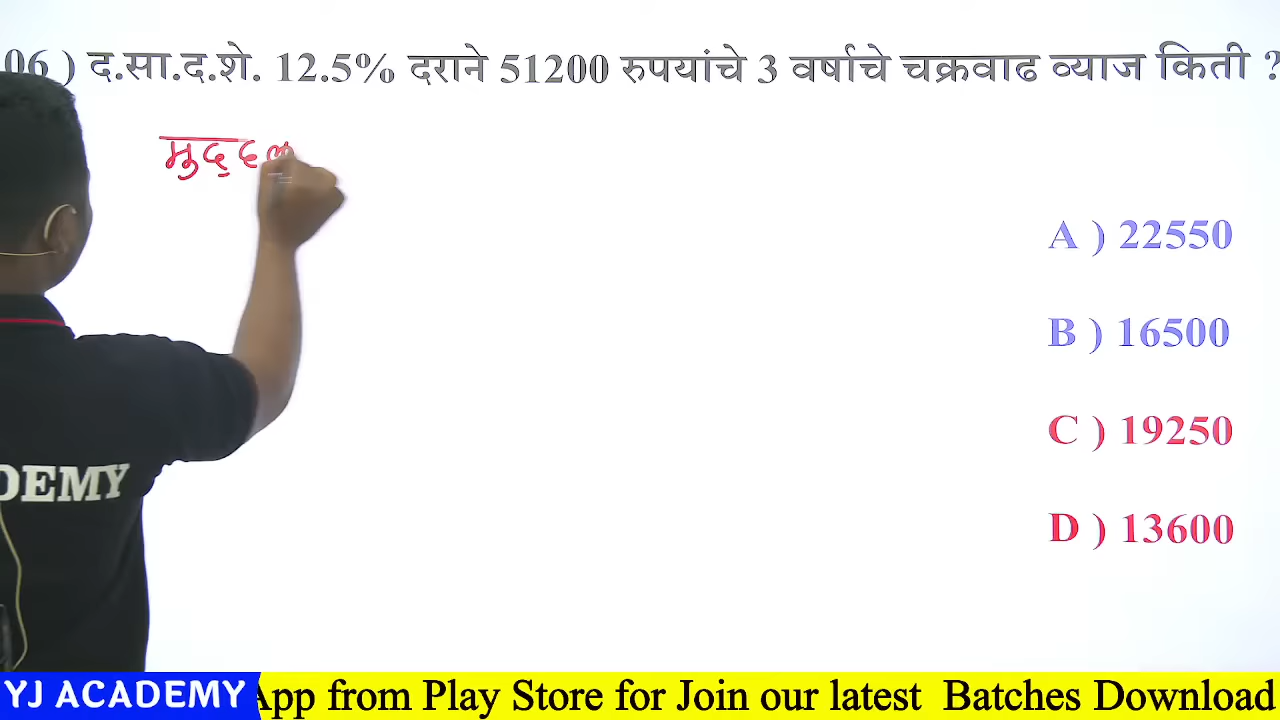 06 ) द.सा.द.शे. 12.5% दराने 51200 रुपयांचे 3 वर्षाचे चक्रवाढ व्याज किती ?
A ) 22550
B ) 16500
C ) 19250
D ) 13600
DEMY
YJ ACADEMY
App from Play Store for Join our latest Batches Download